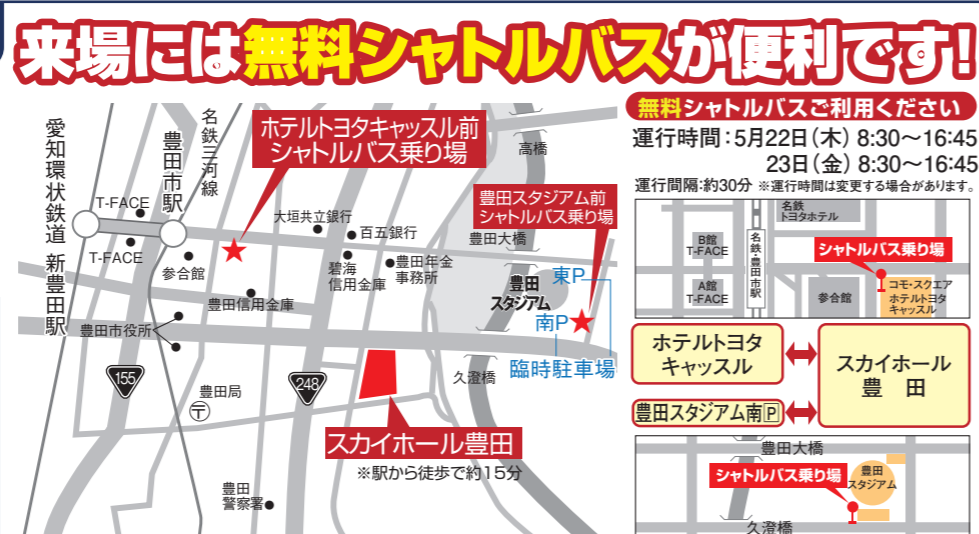 来場には無料シャトルバスが便利です!
愛知環状鉄道 新豊田駅
豊田市駅
名鉄三河線
ホテルトヨタキャッスル前
シャトルバス乗り場
高橋
豊田スタジアム前
シャトルバス乗り場
T-FACE
T-FACE
参合館
大垣共立銀行
百五銀行
碧海
信用金庫
豊田年金
事務所
豊田大橋
豊田信用金庫
豊田
スタジアム
東P
南P
臨時駐車場
豊田市役所
155
248
豊田局
〒
久澄橋
スカイホール豊田
※駅から徒歩で約15分
豊田
警察署
無料シャトルバスご利用ください
運行時間:5月22日(木) 8:30〜16:45
23日(金) 8:30〜16:45
運行間隔:約30分 ※運行時間は変更する場合があります。
名鉄
トヨタホテル
B館
T-FACE
名鉄・豊田市駅
シャトルバス乗り場
A館
T-FACE
参合館
コモ・スクエア
ホテルトヨタ
キャッスル
ホテルトヨタ
キャッスル
スカイホール
豊 田
豊田スタジアム南P
豊田大橋
シャトルバス乗り場
豊田
スタジアム
久澄橋